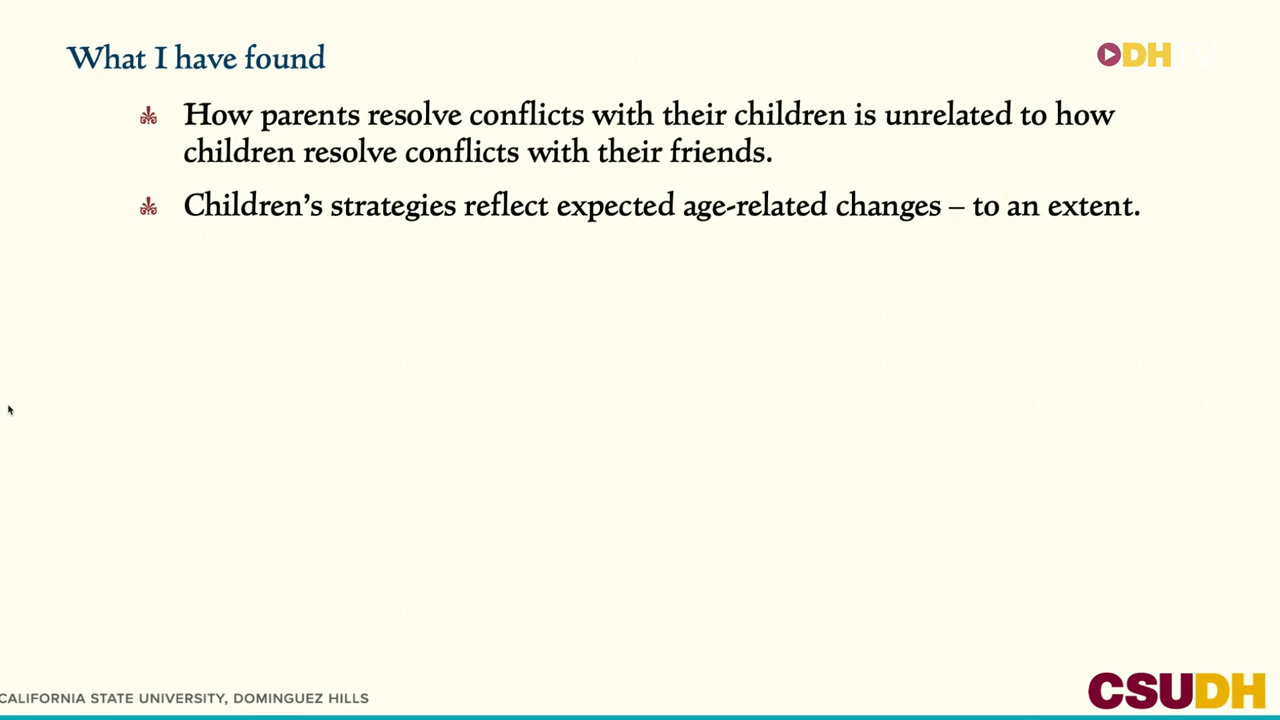 What I have found
DHTV
How parents resolve conflicts with their children is unrelated to how
children resolve conflicts with their friends.
Children’s strategies reflect expected age-related changes – to an extent.
CALIFORNIA STATE UNIVERSITY, DOMINGUEZ HILLS
CSUDH